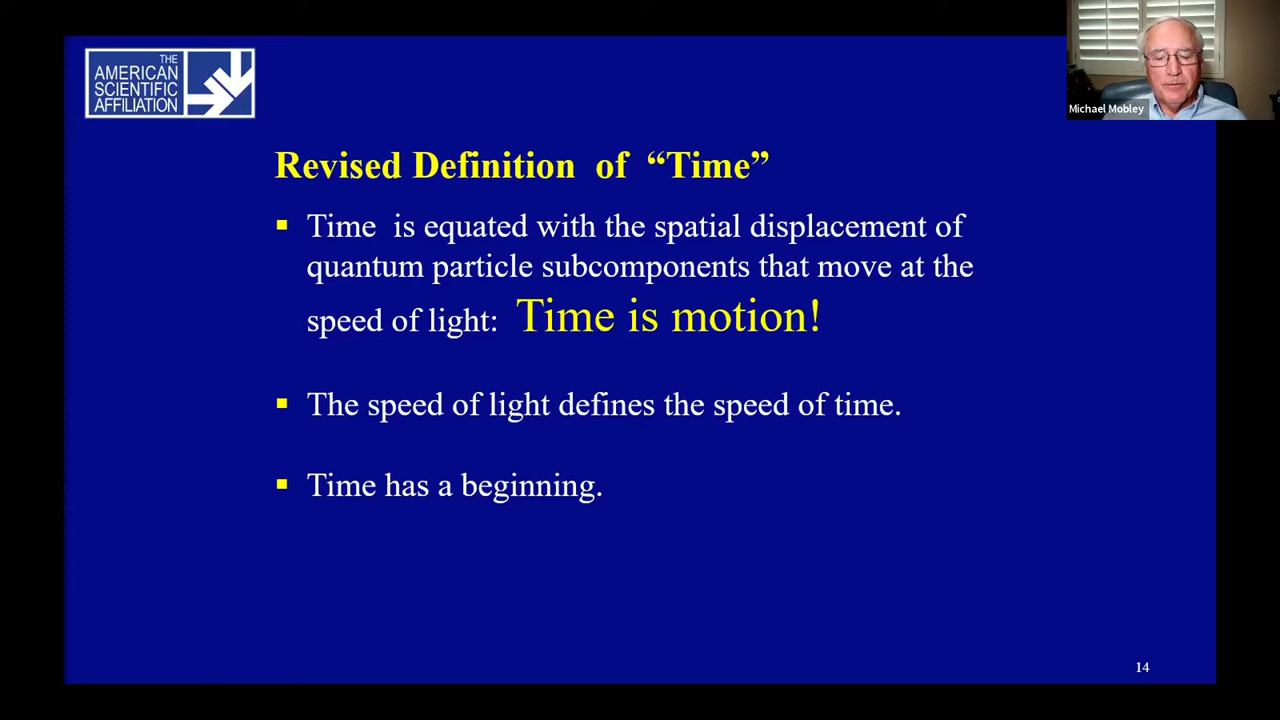 THE
AMERICAN
SCIENTIFIC
AFFILIATION
Michael Mobley
Revised Definition of “Time”
▪ Time is equated with the spatial displacement of
quantum particle subcomponents that move at the
speed of light: Time is motion!
▪ The speed of light defines the speed of time.
▪ Time has a beginning.
14